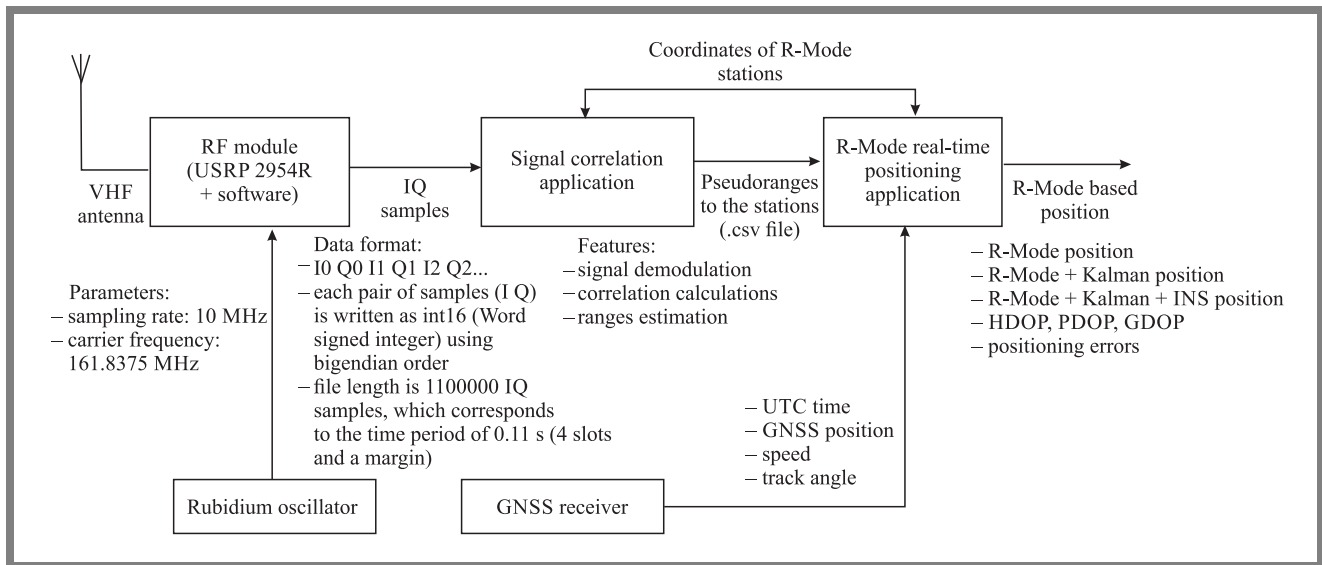 Coordinates of R-Mode
stations
VHF
antenna
RF module
(USRP 2954R
+ software)
IQ
samples
Signal correlation
application
Pseudoranges
to the stations
(.csv file)
R-Mode real-time
positioning
application
R-Mode based
position
Parameters:
– sampling rate: 10 MHz
– carrier frequency:
161.8375 MHz
Data format:
– I0 Q0 I1 Q1 I2 Q2...
– each pair of samples (I Q)
is written as int16 (Word
signed integer) using
bigendian order
– file length is 1100000 IQ
samples, which corresponds
to the time period of 0.11 s (4 slots
and a margin)
Features:
– signal demodulation
– correlation calculations
– ranges estimation
– R-Mode position
– R-Mode + Kalman position
– R-Mode + Kalman + INS position
– HDOP, PDOP, GDOP
– positioning errors
– UTC time
– GNSS position
– speed
– track angle
Rubidium oscillator
GNSS receiver